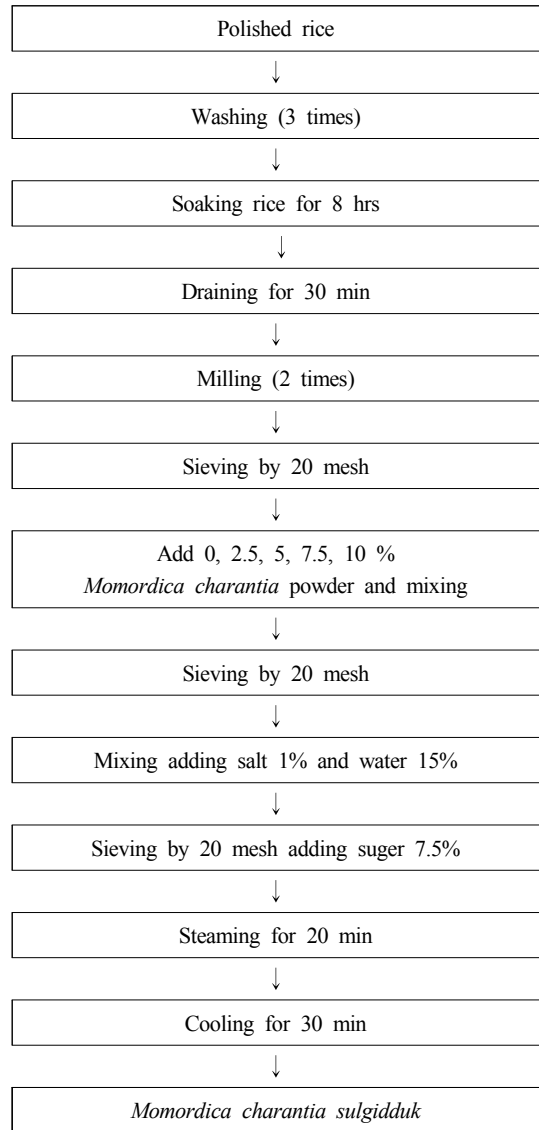 Polished rice
↓
Washing (3 times)
↓
Soaking rice for 8 hrs
↓
Draining for 30 min
↓
Milling (2 times)
↓
Sieving by 20 mesh
↓
Add 0, 2.5, 5, 7.5, 10 %
Momordica charantia powder and mixing
↓
Sieving by 20 mesh
↓
Mixing adding salt 1% and water 15%
↓
Sieving by 20 mesh adding suger 7.5%
↓
Steaming for 20 min
↓
Cooling for 30 min
↓
Momordica charantia sulgidduk